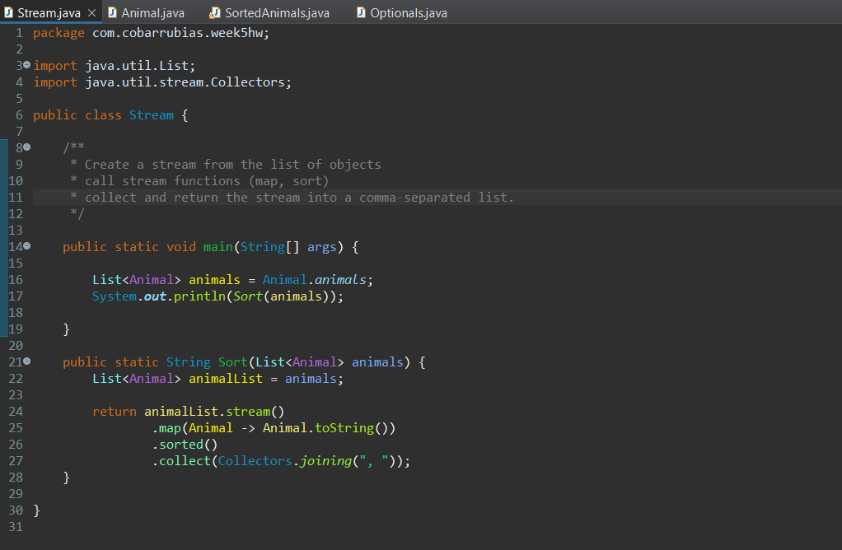 Stream.java Animal.java SortedAnimals.java Optionals.java
1 package com.cobarrubias.week5hw;
2
3 import java.util.List;
4 import java.util.stream.Collectors;
5
6 public class Stream {
7
8 /**
9 * Create a stream from the list of objects
10 * call stream functions (map, sort)
11 * collect and return the stream into a comma-separated list.
12 */
13
14 public static void main(String[] args) {
15
16 List<Animal> animals = Animal.animals;
17 System.out.println(Sort(animals));
18
19 }
20
21 public static String Sort(List<Animal> animals) {
22 List<Animal> animalList = animals;
23
24 return animalList.stream()
25 .map(Animal -> Animal.toString())
26 .sorted()
27 .collect(Collectors.joining(", "));
28 }
29
30 }
31